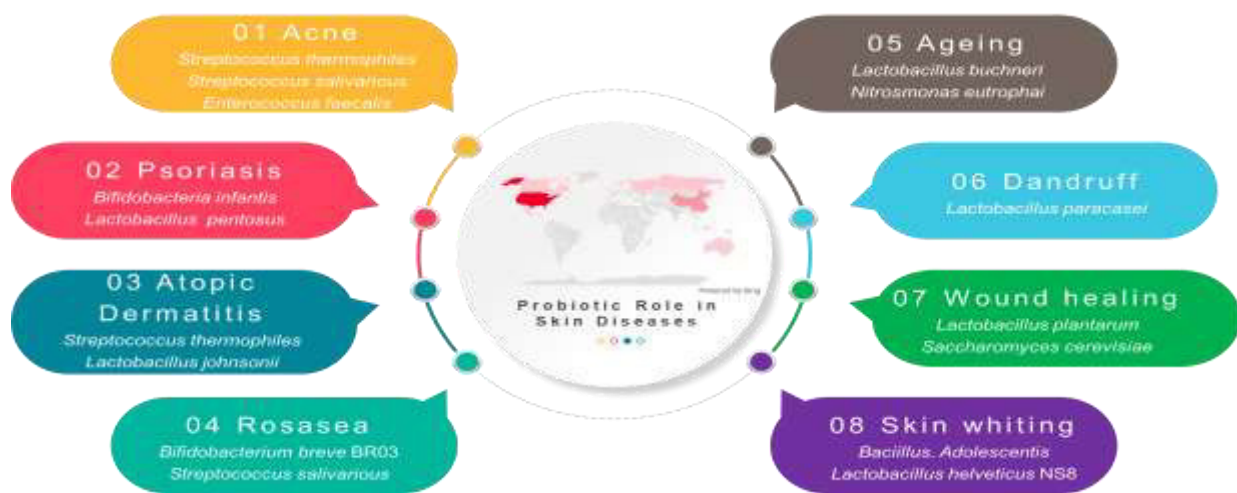 01 Acne
Streptococcus thermophiles
Streptococcus salivarious
Enterococcus faecalis
02 Psoriasis
Bifidobacteria infantis
Lactobacillus pentosus
03 Atopic
Dermatitis
Streptococcus thermophiles
Lactobacillus johnsonii
04 Rosasea
Bifidobacterium breve BR03
Streptococcus salivarious
Probiotic Role in
Skin Diseases
Powered by Bing
05 Ageing
Lactobacillus buchneri
Nitrosmonas eutrophai
06 Dandruff
Lactobacillus paracasei
07 Wound healing
Lactobacillus plantarum
Saccharomyces cerevisiae
08 Skin whiting
Baciillus. Adolescentis
Lactobacillus helveticus NS8